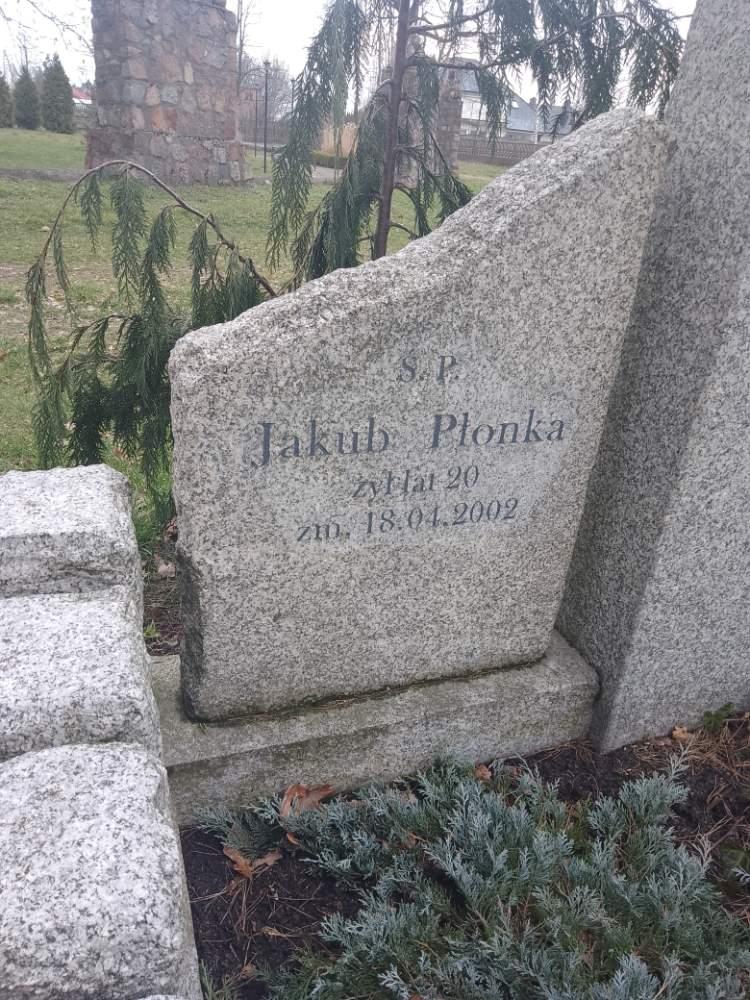 Ś. P.
Jakub Płonka
żył lat 20
zm. 18.04.2002